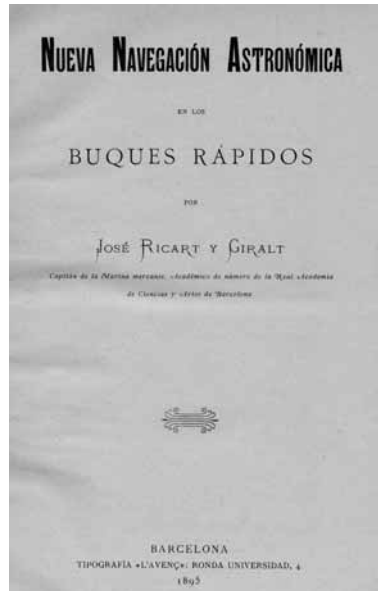 NUEVA NAVEGACIÓN ASTRONÓMICA
EN LOS
BUQUES RÁPIDOS
POR
JOSÉ RICART Y GIRALT
Capitán de la Marina mercante, Académico de número de la Real Academia
de Ciencias y Artes de Barcelona
BARCELONA
TIPOGRAFÍA «L'AVENÇ»: RONDA UNIVERSIDAD, 4
1895